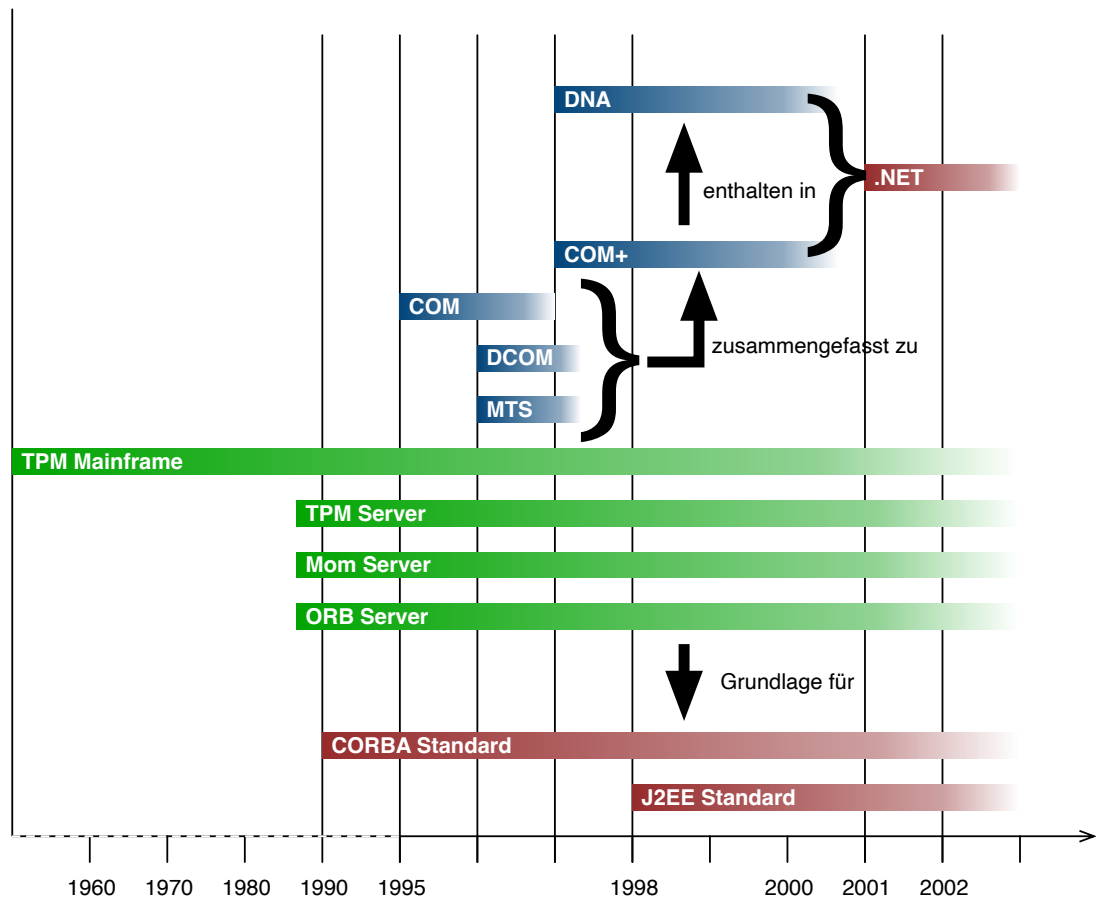 DNA
.NET
enthalten in
COM+
COM
zusammengefasst zu
DCOM
MTS
TPM Mainframe
TPM Server
Mom Server
ORB Server
Grundlage für
CORBA Standard
J2EE Standard
1960 1970 1980 1990 1995 1998 2000 2001 2002